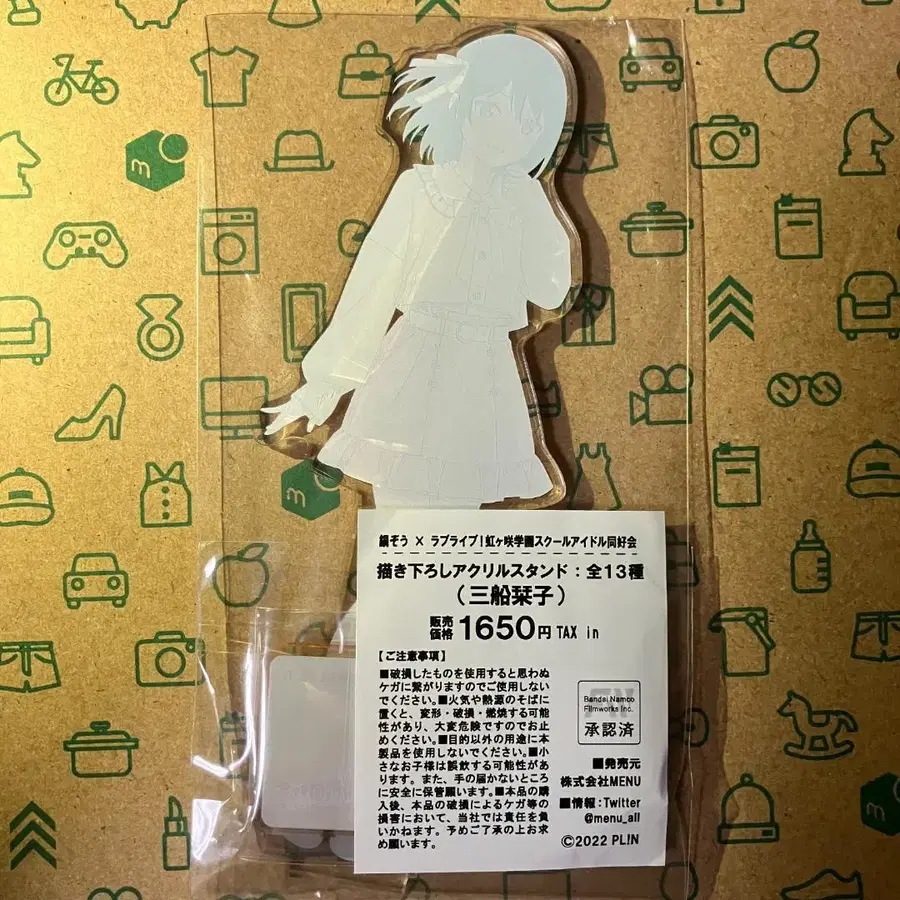 鍋ぞう × ラブライブ!虹ヶ咲学園スクールアイドル同好会
描き下ろしアクリルスタンド:全13種
(三船栞子)
販売価格 1650円 TAX in
【ご注意事項】
■破損したものを使用すると思わぬ
ケガに繋がりますのでご使用しない
でください。■火気や熱源のそばに
置くと、変形・破損・燃焼する可能
性があり、大変危険ですのでお止
めください。■目的以外の用途に本
製品を使用しないでください。■小
さなお子様は誤飲する可能性があ
ります。また、手の届かないところ
に安全に保管願います。■本品の購
入後、本品の破損によるケガ等の
損害において、当社では責任を負
いかねます。予めご了承の上お求
め願います。
Bandai Namco
Filmworks Inc.
承認済
■発売元
株式会社MENU
■情報:Twitter
@menu_all
©2022 PL!N
m
m
m